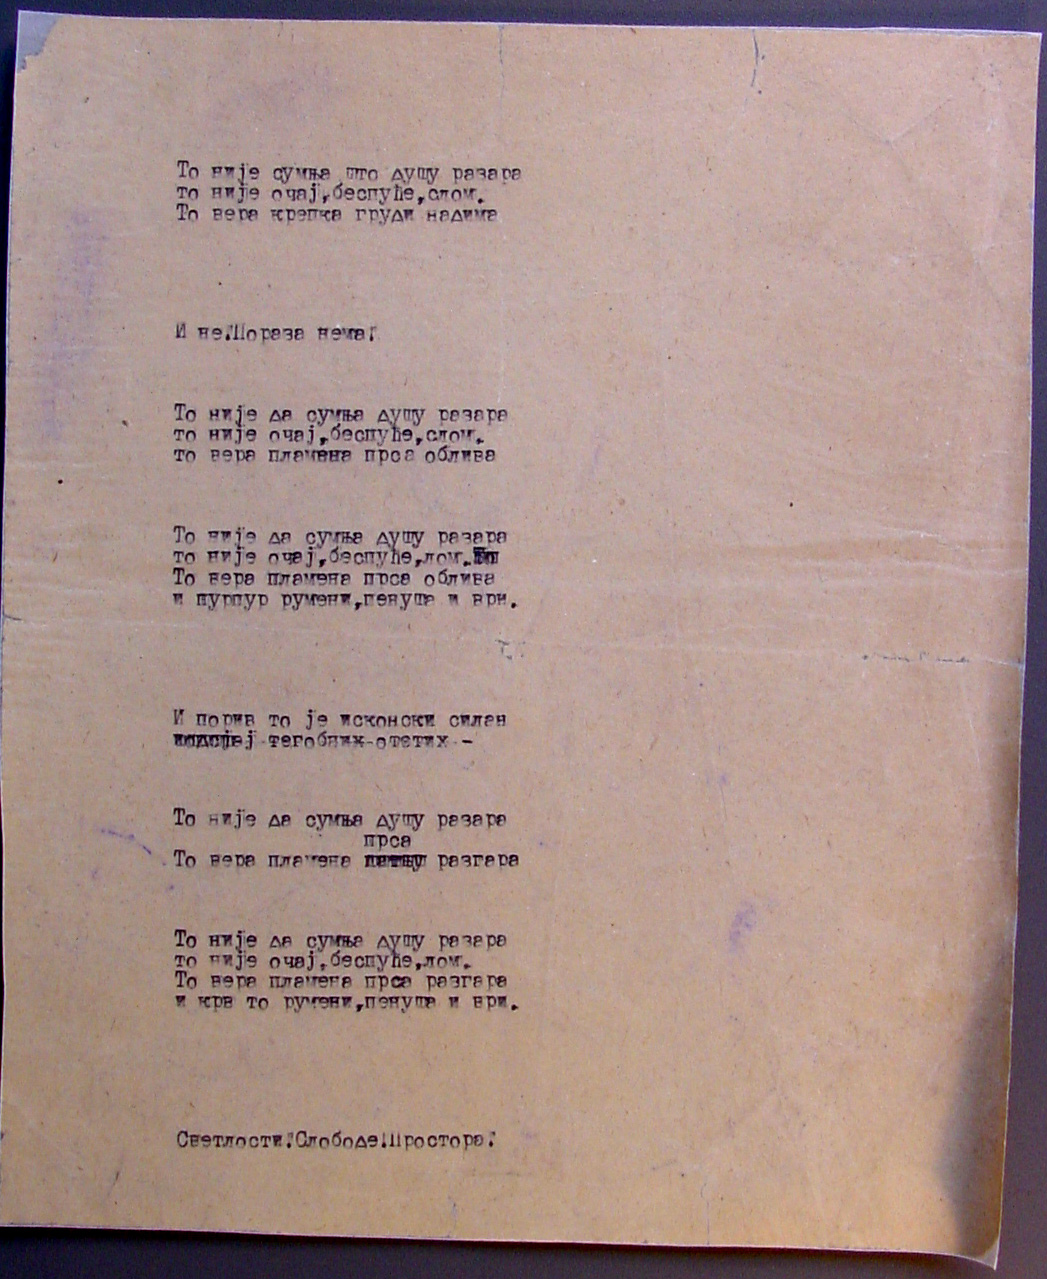 То није сумња што душу разара
то није очај,беспуће,слом.
То вера крепка груди надима
И не!Пораза нема!
То није да сумња душу разара
то није очај,беспуће,слом.
то вера пламена прса облива
То није да сумња душу разара
то није очај,беспуће,лом.
То вера пламена прса облива
и пурпур румени,пенуша и ври.
И порив то је исконски силан
тегобник отетих -
То није да сумња душу разара
прса
То вера пламена разгара
То није да сумња душу разара
то није очај,беспуће,лом.
То вера пламена прса разгара
и крв то румени,пенуша и ври.
Светлости!Слободе!Простора!